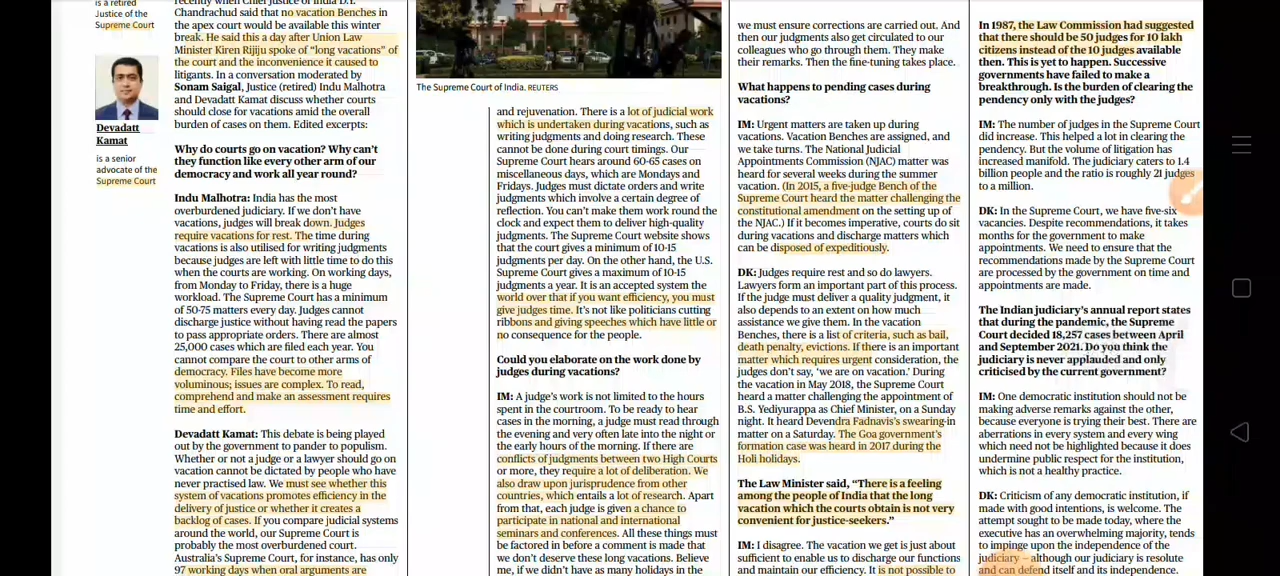 is a retired
Justice of the
Supreme Court
Devadatt
Kamat
is a senior
advocate of the
Supreme Court
recently when Chief Justice of India D.Y.
Chandrachud said that no vacation Benches in
the apex court would be available this winter
break. He said this a day after Union Law
Minister Kiren Rijiju spoke of “long vacations” of
the court and the inconvenience it caused to
litigants. In a conversation moderated by
Sonam Saigal, Justice (retired) Indu Malhotra
and Devadatt Kamat discuss whether courts
should close for vacations amid the overall
burden of cases on them. Edited excerpts:
Why do courts go on vacation? Why can’t
they function like every other arm of our
democracy and work all year round?
Indu Malhotra: India has the most
overburdened judiciary. If we don’t have
vacations, judges will break down. Judges
require vacations for rest. The time during
vacations is also utilised for writing judgments
because judges are left with little time to do this
when the courts are working. On working days,
from Monday to Friday, there is a huge
workload. The Supreme Court has a minimum
of 50-75 matters every day. Judges cannot
discharge justice without having read the papers
to pass appropriate orders. There are almost
25,000 cases which are filed each year. You
cannot compare the court to other arms of
democracy. Files have become more
voluminous; issues are complex. To read,
comprehend and make an assessment requires
time and effort.
Devadatt Kamat: This debate is being played
out by the government to pander to populism.
Whether or not a judge or a lawyer should go on
vacation cannot be dictated by people who have
never practised law. We must see whether this
system of vacations promotes efficiency in the
delivery of justice or whether it creates a
backlog of cases. If you compare judicial systems
around the world, our Supreme Court is
probably the most overburdened court.
Australia’s Supreme Court, for instance, has only
97 working days when oral arguments are
The Supreme Court of India. REUTERS
and rejuvenation. There is a lot of judicial work
which is undertaken during vacations, such as
writing judgments and doing research. These
cannot be done during court timings. Our
Supreme Court hears around 60-65 cases on
miscellaneous days, which are Mondays and
Fridays. Judges must dictate orders and write
judgments which involve a certain degree of
reflection. You can’t make them work round the
clock and expect them to deliver high-quality
judgments. The Supreme Court website shows
that the court gives a minimum of 10-15
judgments per day. On the other hand, the U.S.
Supreme Court gives a maximum of 10-15
judgments a year. It is an accepted system the
world over that if you want efficiency, you must
give judges time. It’s not like politicians cutting
ribbons and giving speeches which have little or
no consequence for the people.
Could you elaborate on the work done by
judges during vacations?
IM: A judge’s work is not limited to the hours
spent in the courtroom. To be ready to hear
cases in the morning, a judge must read through
the evening and very often late into the night or
the early hours of the morning. If there are
conflicts of judgments between two High Courts
or more, they require a lot of deliberation. We
also draw upon jurisprudence from other
countries, which entails a lot of research. Apart
from that, each judge is given a chance to
participate in national and international
seminars and conferences. All these things must
be factored in before a comment is made that
we don’t deserve these long vacations. Believe
me, if we didn’t have as many holidays in the
we must ensure corrections are carried out. And
then our judgments also get circulated to our
colleagues who go through them. They make
their remarks. Then the fine-tuning takes place.
What happens to pending cases during
vacations?
IM: Urgent matters are taken up during
vacations. Vacation Benches are assigned, and
we take turns. The National Judicial
Appointments Commission (NJAC) matter was
heard for several weeks during the summer
vacation. (In 2015, a five-judge Bench of the
Supreme Court heard the matter challenging the
constitutional amendment on the setting up of
the NJAC.) If it becomes imperative, courts do sit
during vacations and discharge matters which
can be disposed of expeditiously.
DK: Judges require rest and so do lawyers.
Lawyers form an important part of this process.
If the judge must deliver a quality judgment, it
also depends to an extent on how much
assistance we give them. In the vacation
Benches, there is a list of criteria, such as bail,
death penalty, evictions. If there is an important
matter which requires urgent consideration, the
judges don’t say, ‘we are on vacation.’ During
the vacation in May 2018, the Supreme Court
heard a matter challenging the appointment of
B.S. Yediyurappa as Chief Minister, on a Sunday
night. It heard Devendra Fadnavis’s swearing-in
matter on a Saturday. The Goa government’s
formation case was heard in 2017 during the
Holi holidays.
The Law Minister said, “There is a feeling
among the people of India that the long
vacation which the courts obtain is not very
convenient for justice-seekers.”
IM: I disagree. The vacation we get is just about
sufficient to enable us to discharge our functions
and maintain our efficiency. It is not possible to
In 1987, the Law Commission had suggested
that there should be 50 judges for 10 lakh
citizens instead of the 10 judges available
then. This is yet to happen. Successive
governments have failed to make a
breakthrough. Is the burden of clearing the
pendency only with the judges?
IM: The number of judges in the Supreme Court
did increase. This helped a lot in clearing the
pendency. But the volume of litigation has
increased manifold. The judiciary caters to 1.4
billion people and the ratio is roughly 21 judges
to a million.
DK: In the Supreme Court, we have five-six
vacancies. Despite recommendations, it takes
months for the government to make
appointments. We need to ensure that the
recommendations made by the Supreme Court
are processed by the government on time and
appointments are made.
The Indian judiciary’s annual report states
that during the pandemic, the Supreme
Court decided 18,257 cases between April
and September 2021. Do you think the
judiciary is never applauded and only
criticised by the current government?
IM: One democratic institution should not be
making adverse remarks against the other,
because everyone is trying their best. There are
aberrations in every system and every wing
which need not be highlighted because it does
undermine public respect for the institution,
which is not a healthy practice.
DK: Criticism of any democratic institution, if
made with good intentions, is welcome. The
attempt sought to be made today, where the
executive has an overwhelming majority, tends
to impinge upon the independence of the
judiciary – although our judiciary is resolute
and can defend itself and its independence.